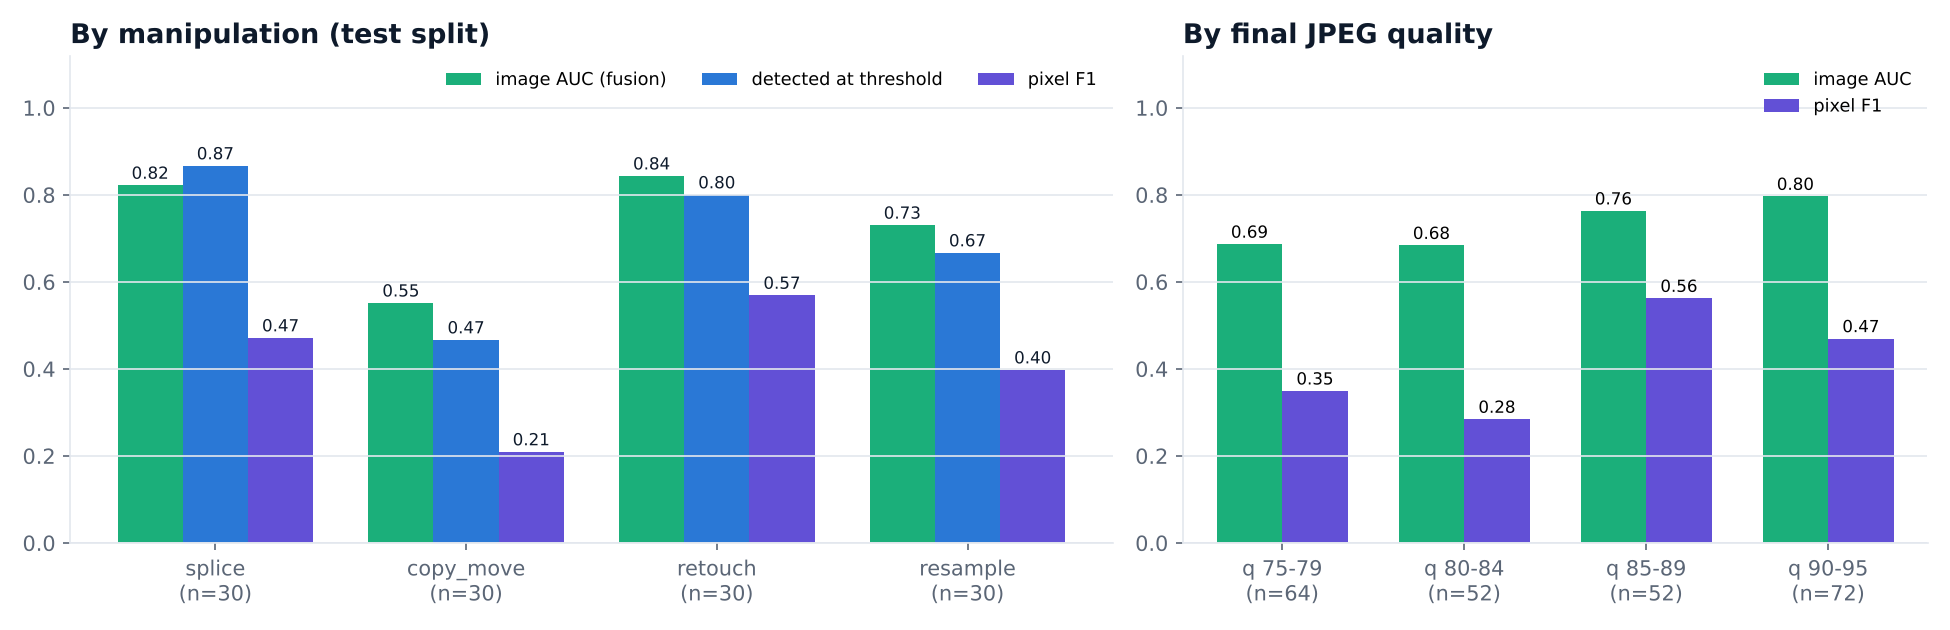 By manipulation (test split)
image AUC (fusion) detected at threshold pixel F1
1.0
0.8
0.6
0.4
0.2
0.0
0.82 0.87 0.47
0.55 0.47 0.21
0.84 0.80 0.57
0.73 0.67 0.40
splice copy_move retouch resample
(n=30) (n=30) (n=30) (n=30)
By final JPEG quality
image AUC
pixel F1
1.0
0.8
0.6
0.4
0.2
0.0
0.69 0.35
0.68 0.28
0.76 0.56
0.80 0.47
q 75-79 q 80-84 q 85-89 q 90-95
(n=64) (n=52) (n=52) (n=72)